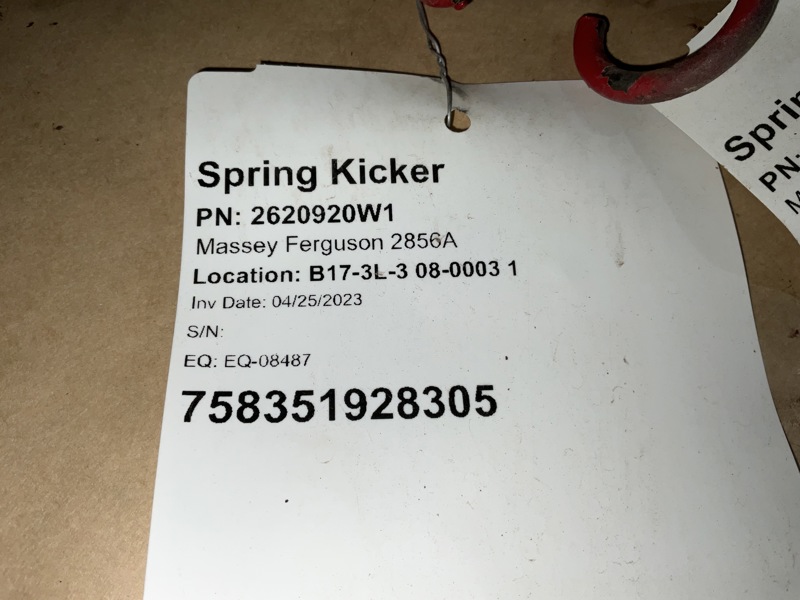 Spring Kicker
PN: 2620920W1
Massey Ferguson 2856A
Location: B17-3L-3 08-0003 1
Inv Date: 04/25/2023
S/N:
EQ: EQ-08487
758351928305
Sprin
PN:
M